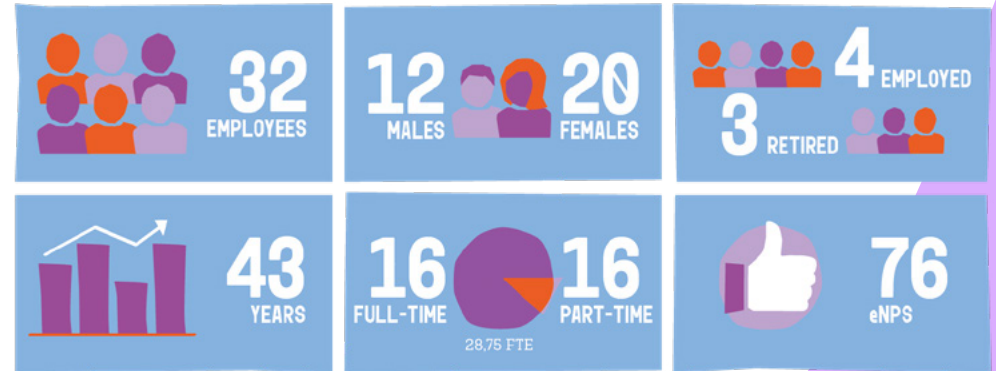 32
EMPLOYEES
12
MALES
20
FEMALES
4 EMPLOYED
3 RETIRED
43
YEARS
16
FULL-TIME
16
PART-TIME
28,75 FTE
76
eNPS